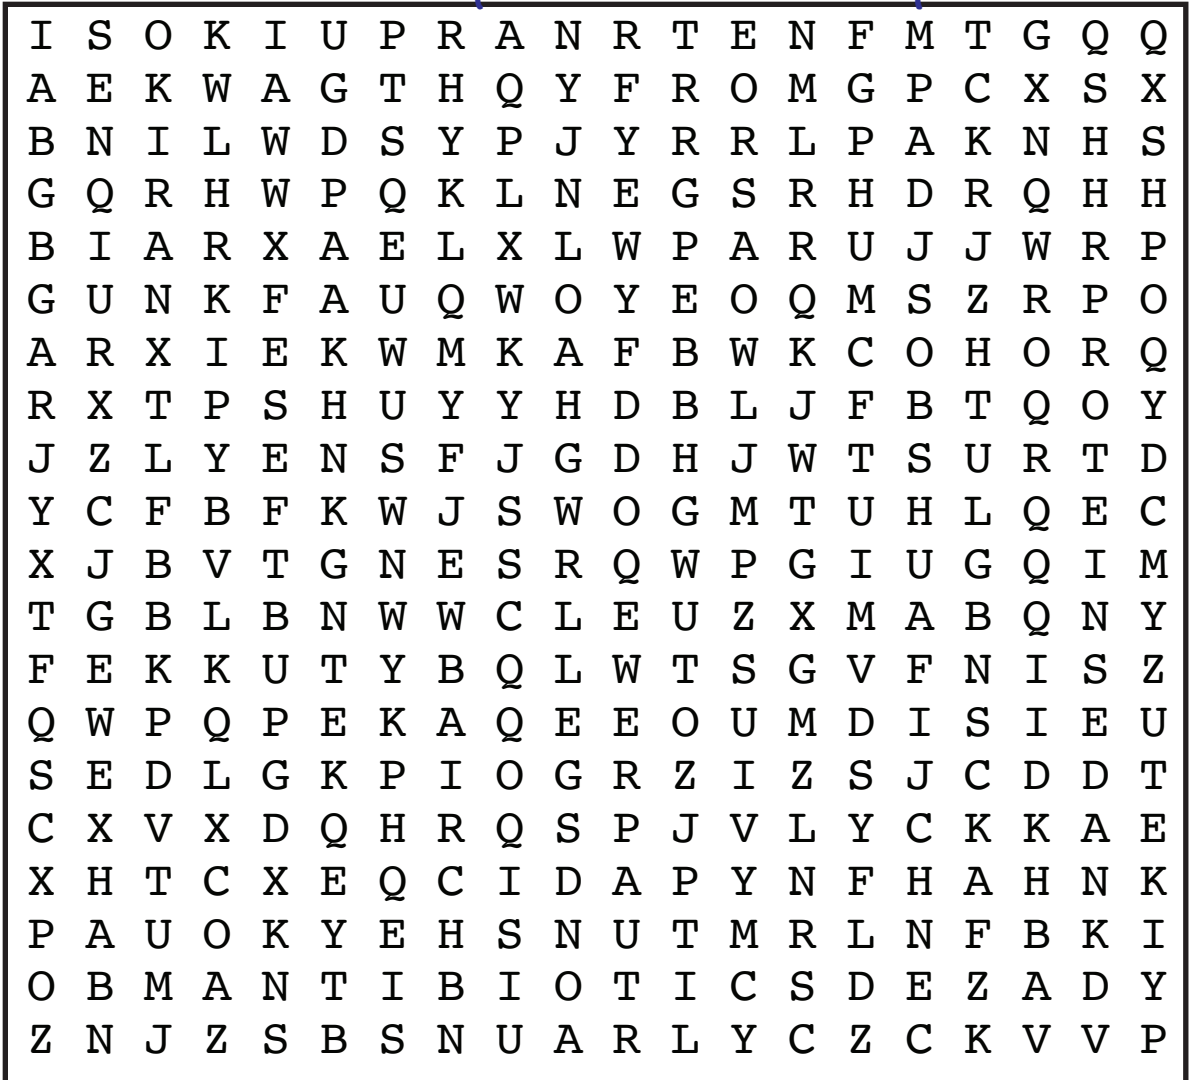 I S O K I U P R A N R T E N F M T G Q Q
A E K W A G T H Q Y F R O M G P C X S X
B N I L W D S Y P J Y R R L P A K N H S
G Q R H W P Q K L N E G S R H D R Q H H
B I A R X A E L X L W P A R U J J W R P
G U N K F A U Q W O Y E O Q M S Z R P O
A R X I E K W M K A F B W K C O H O R Q
R X T P S H U Y Y H D B L J F B T Q O Y
J Z L Y E N S F J G D H J W T S U R T D
Y C F B F K W J S W O G M T U H L Q E C
X J B V T G N E S R Q W P G I U G Q I M
T G B L B N W W C L E U Z X M A B Q N Y
F E K K U T Y B Q L W T S G V F N I S Z
Q W P Q P E K A Q E E O U M D I S I E U
S E D L G K P I O G R Z I Z S J C D D T
C X V X D Q H R Q S P J V L Y C K K A E
X H T C X E Q C I D A P Y N F H A H N K
P A U O K Y E H S N U T M R L N F B K I
O B M A N T I B I O T I C S D E Z A D Y
Z N J Z S B S N U A R L Y C Z C K V V P